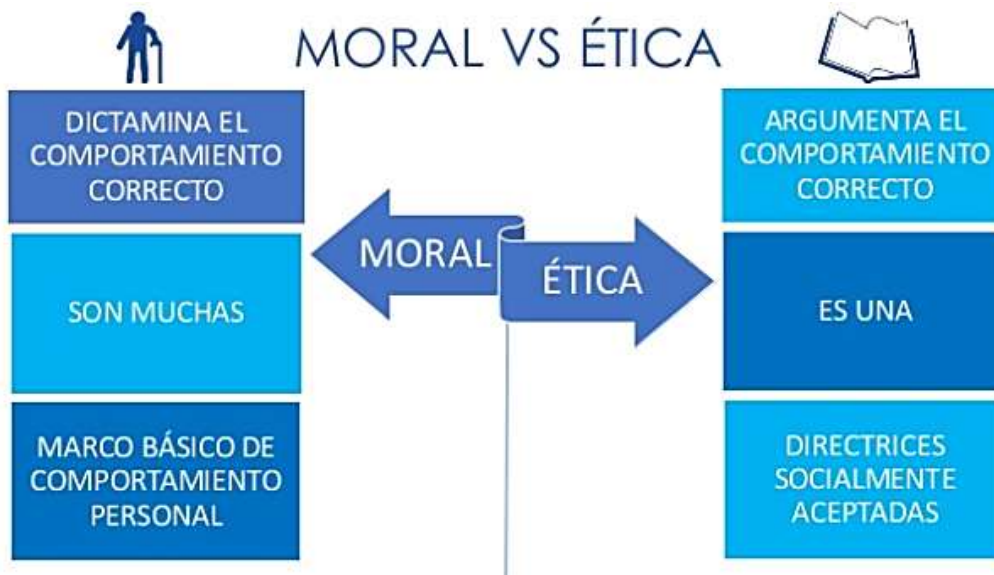 MORAL VS ÉTICA
DICTAMINA EL
COMPORTAMIENTO
CORRECTO
SON MUCHAS
MARCO BÁSICO DE
COMPORTAMIENTO
PERSONAL
MORAL
ÉTICA
ARGUMENTA EL
COMPORTAMIENTO
CORRECTO
ES UNA
DIRECTRICES
SOCIALMENTE
ACEPTADAS